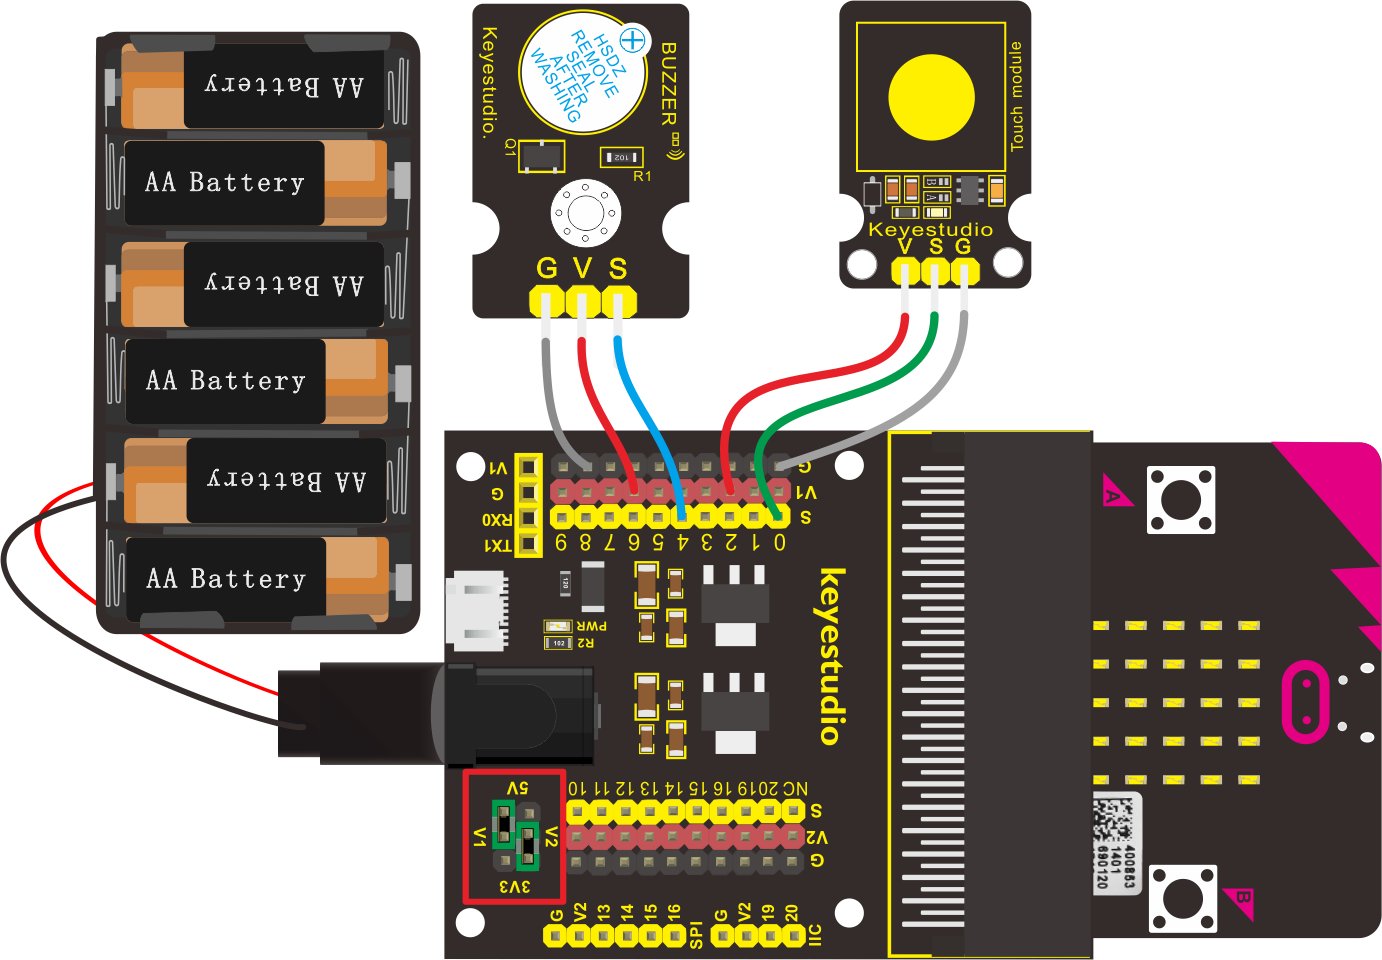 AA Battery
AA Battery
AA Battery
AA Battery
AA Battery
AA Battery
Keyestudio.
HSDZ
REMOVE
SEAL
AFTER
WASHING
BUZZER
Q1
102
R1
G V S
Touch module
B
A
Keyestudio
V S G
V1
G
RX0
TX1
G
V1
S
9 8 7 6 5 4 3 2 1 0
120
PWR
102
R2
keyestudio
5V
V1
V2
3V3
10 11 12 13 14 15 16 19 20 NC
S
V2
G
G V2 13 14 15 16
SPI
G V2 19 20
IIC
A
B
400863
1401
690120